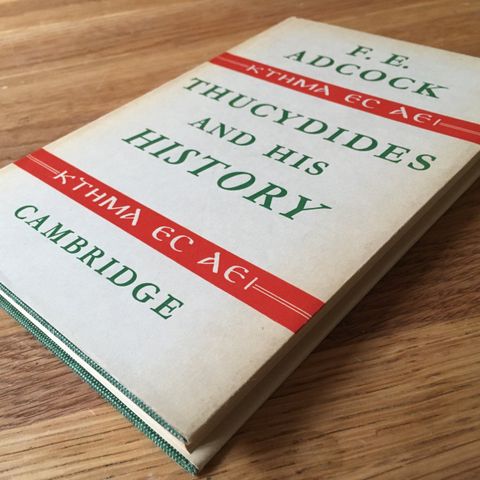 F. E.
ADCOCK
ΚΤΗΜΑ ЄС ΑЄΙ
THUCYDIDES
AND HIS
HISTORY
ΚΤΗΜΑ ЄС ΑЄΙ
CAMBRIDGE